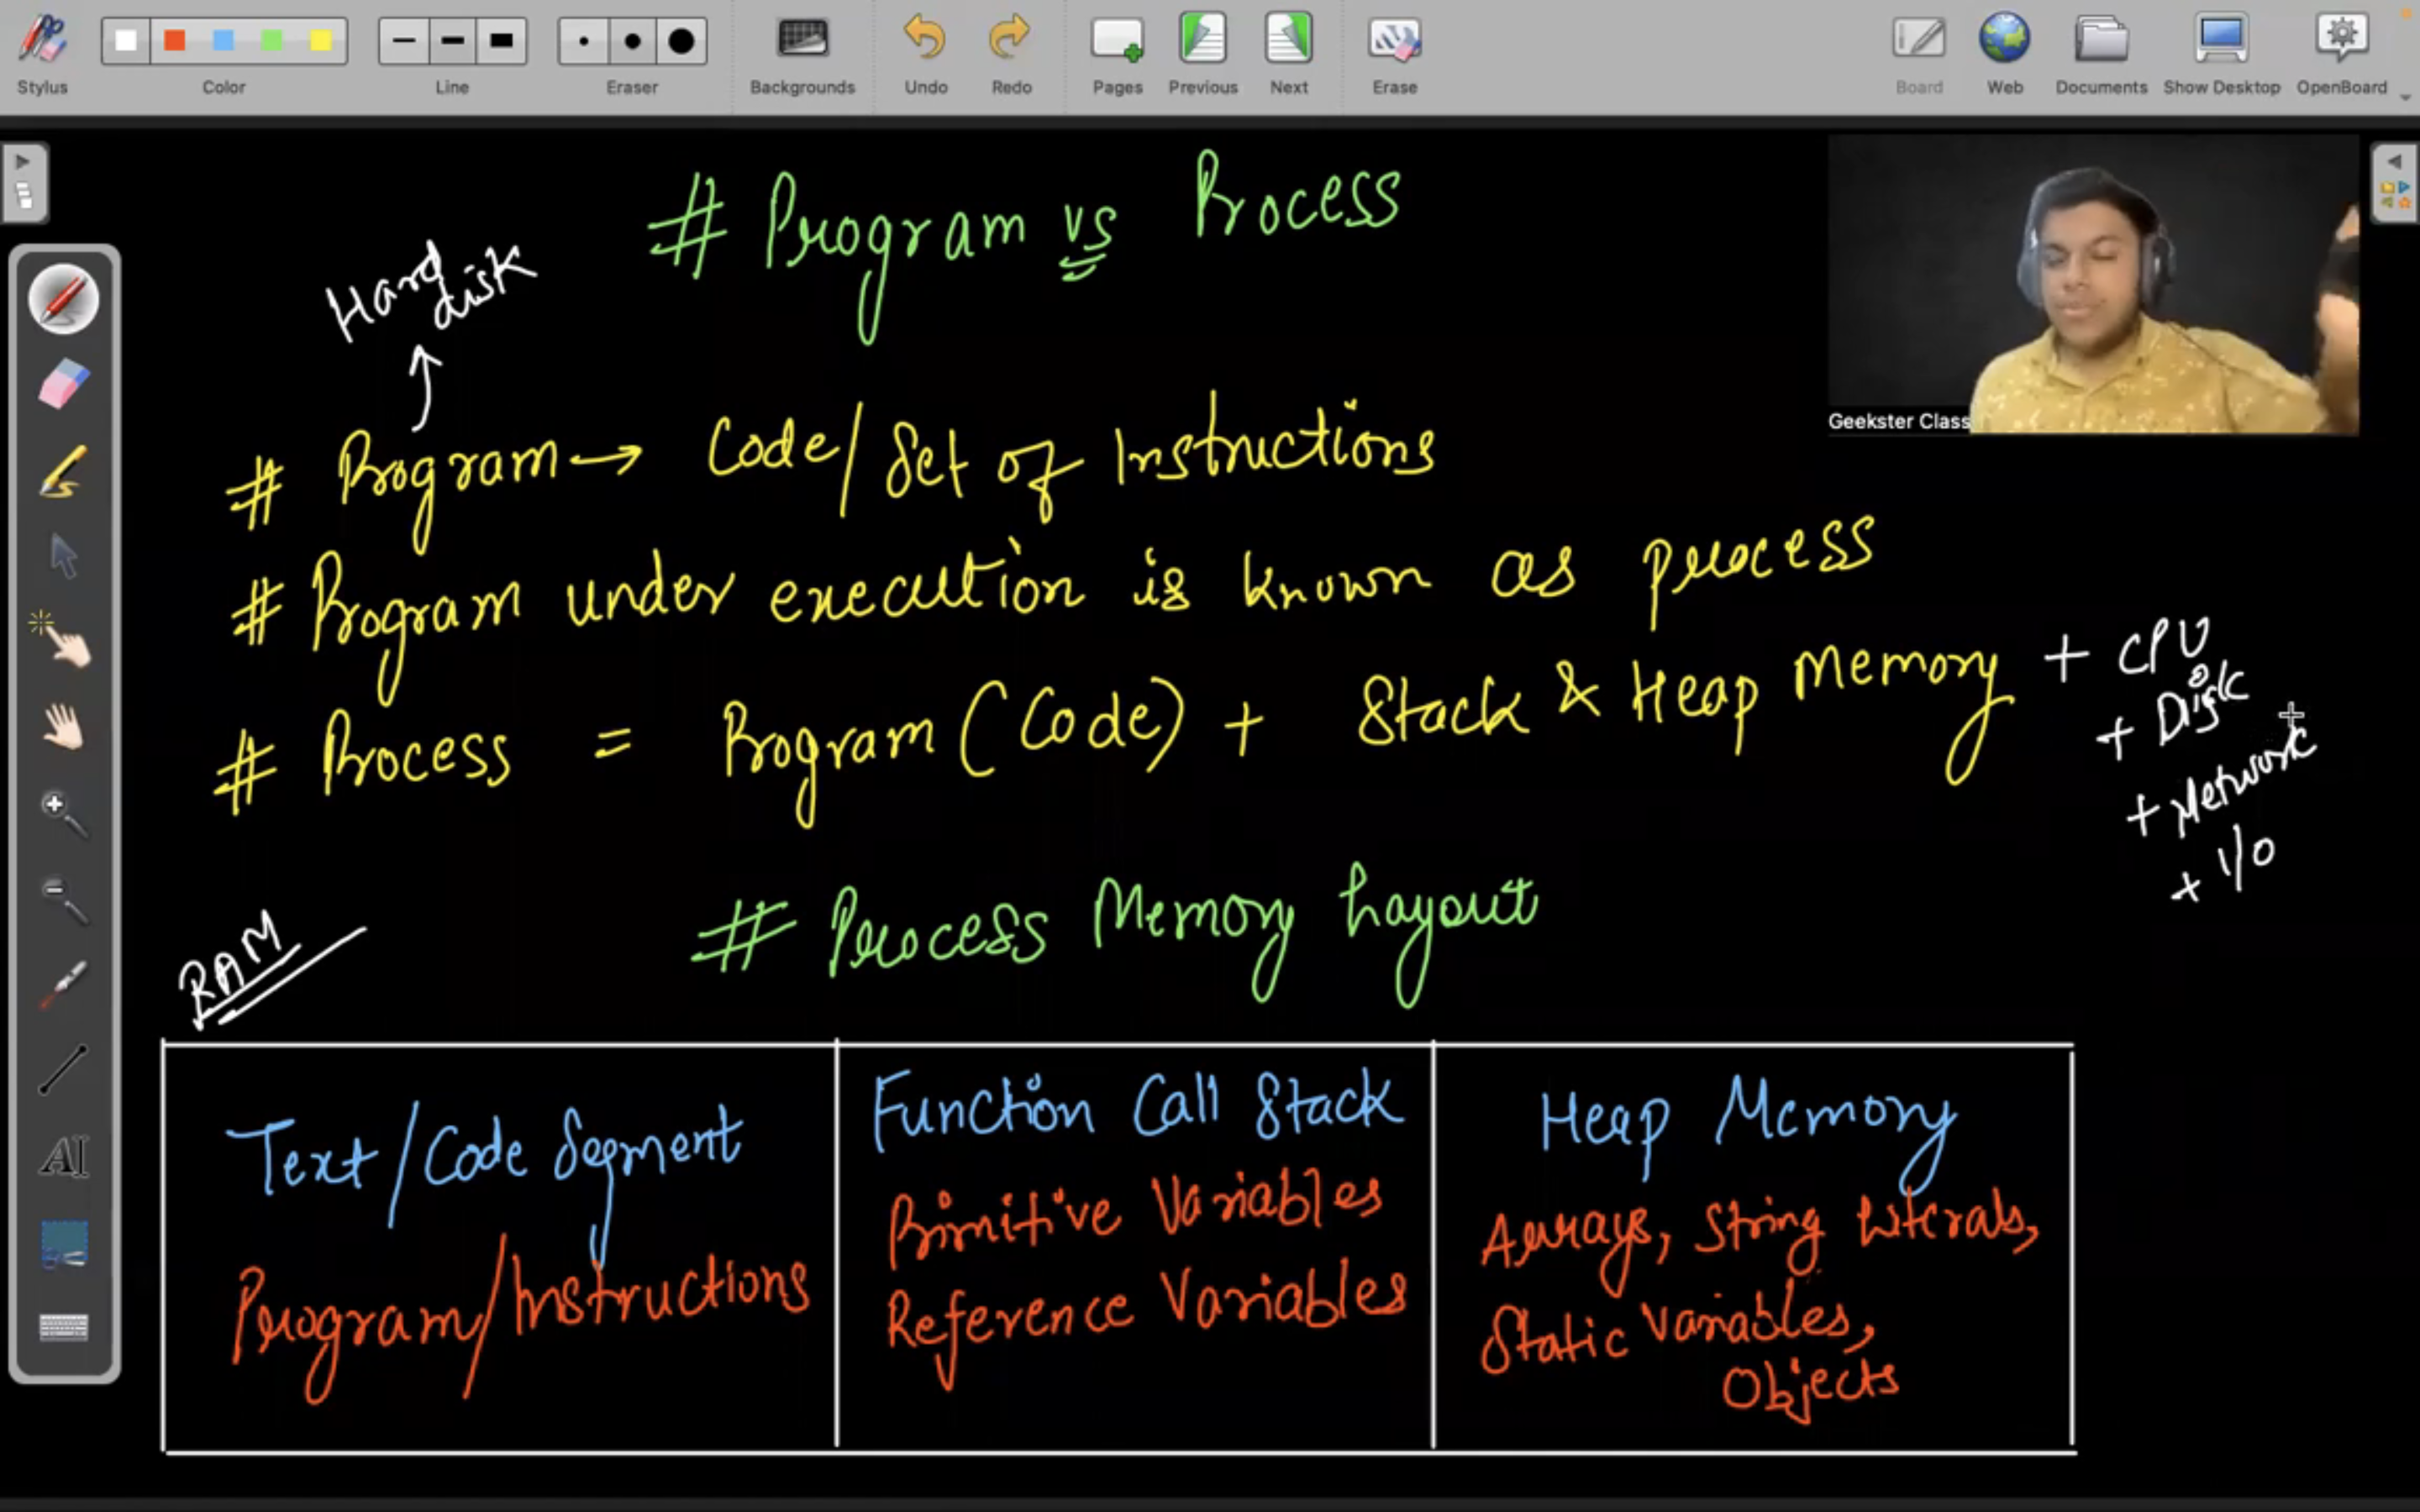 Stylus Color Line Eraser Backgrounds Undo Redo Pages Previous Next Erase Board Web Documents Show Desktop OpenBoard
# Program vs Process
Hard disk
Geekster Class
# Program → Code/Set of Instructions
# Program under execution is known as process
# Process = Program (Code) + Stack & Heap Memory + CPU
+ Disk
+ Network
+ I/O
# Process Memory Layout
RAM
Text/Code Segment
Program/Instructions
Function Call Stack
Primitive Variables
Reference Variables
Heap Memory
Arrays, String Literals,
Static Variables,
Objects
AI